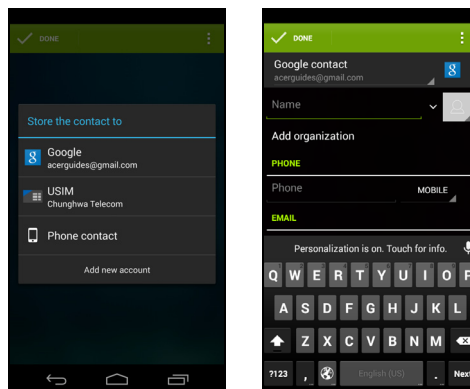 DONE
Store the contact to
Google
acerguides@gmail.com
USIM
Chunghwa Telecom
Phone contact
Add new account
DONE
Google contact
acerguides@gmail.com
8
Name
Add organization
PHONE
Phone MOBILE
EMAIL
Personalization is on. Touch for info.
Q W E R T Y U I O P
A S D F G H J K L
Z X C V B N M
?123 , English (US) . Next